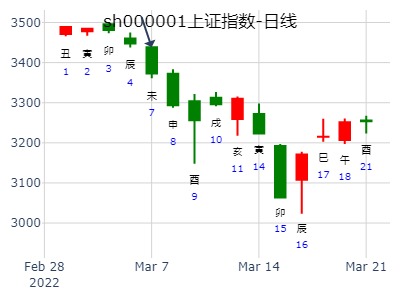 sh000001上证指数-日线
3500
3400
3300
3200
3100
3000
丑
1
寅
2
卯
3
辰
4
未
7
申
8
酉
9
戌
10
亥
11
寅
14
卯
15
辰
16
巳
17
午
18
酉
21
Feb 28
2022
Mar 7
Mar 14
Mar 21